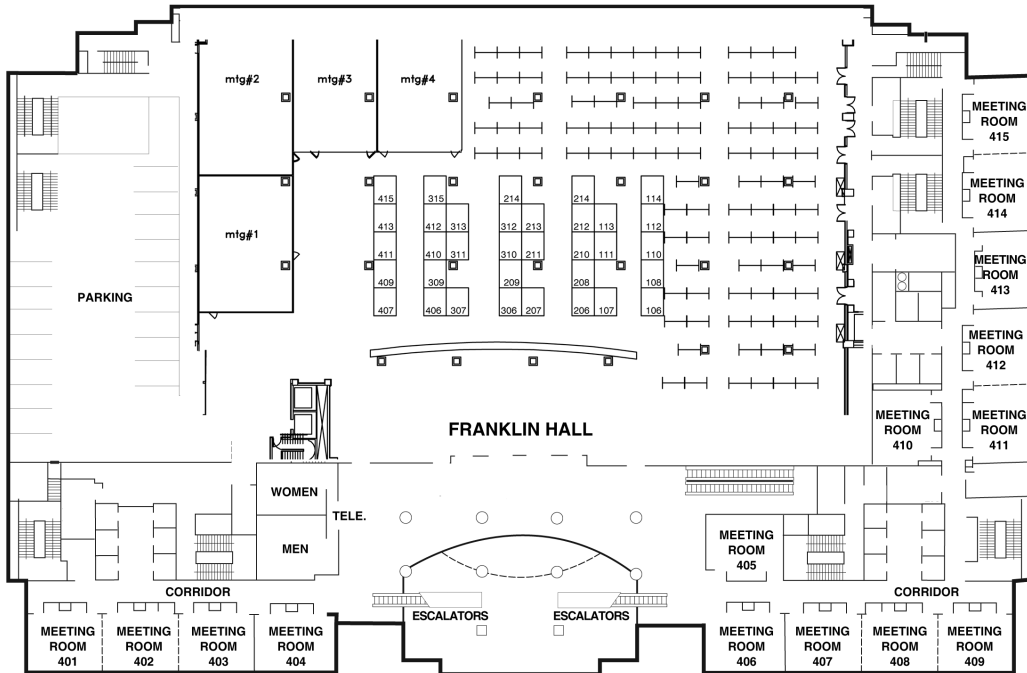 mtg#2
mtg#3
mtg#4
MEETING
ROOM
415
415
315
214
214
114
MEETING
ROOM
414
413
412
313
312
213
212
113
112
mtg#1
411
410
311
310
211
210
111
110
MEETING
ROOM
413
PARKING
409
309
209
208
108
407
406
307
306
207
206
107
106
MEETING
ROOM
412
FRANKLIN HALL
MEETING
ROOM
410
MEETING
ROOM
411
WOMEN
TELE.
MEN
MEETING
ROOM
405
CORRIDOR
CORRIDOR
ESCALATORS
ESCALATORS
MEETING
ROOM
401
MEETING
ROOM
402
MEETING
ROOM
403
MEETING
ROOM
404
MEETING
ROOM
406
MEETING
ROOM
407
MEETING
ROOM
408
MEETING
ROOM
409